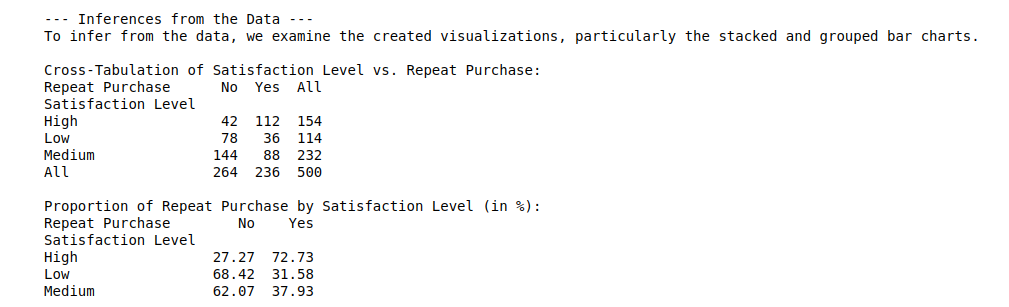 --- Inferences from the Data ---
To infer from the data, we examine the created visualizations, particularly the stacked and grouped bar charts.

Cross-Tabulation of Satisfaction Level vs. Repeat Purchase:
Repeat Purchase      No  Yes  All
Satisfaction Level
High                 42  112  154
Low                  78   36  114
Medium              144   88  232
All                 264  236  500

Proportion of Repeat Purchase by Satisfaction Level (in %):
Repeat Purchase        No    Yes
Satisfaction Level
High                27.27  72.73
Low                 68.42  31.58
Medium              62.07  37.93